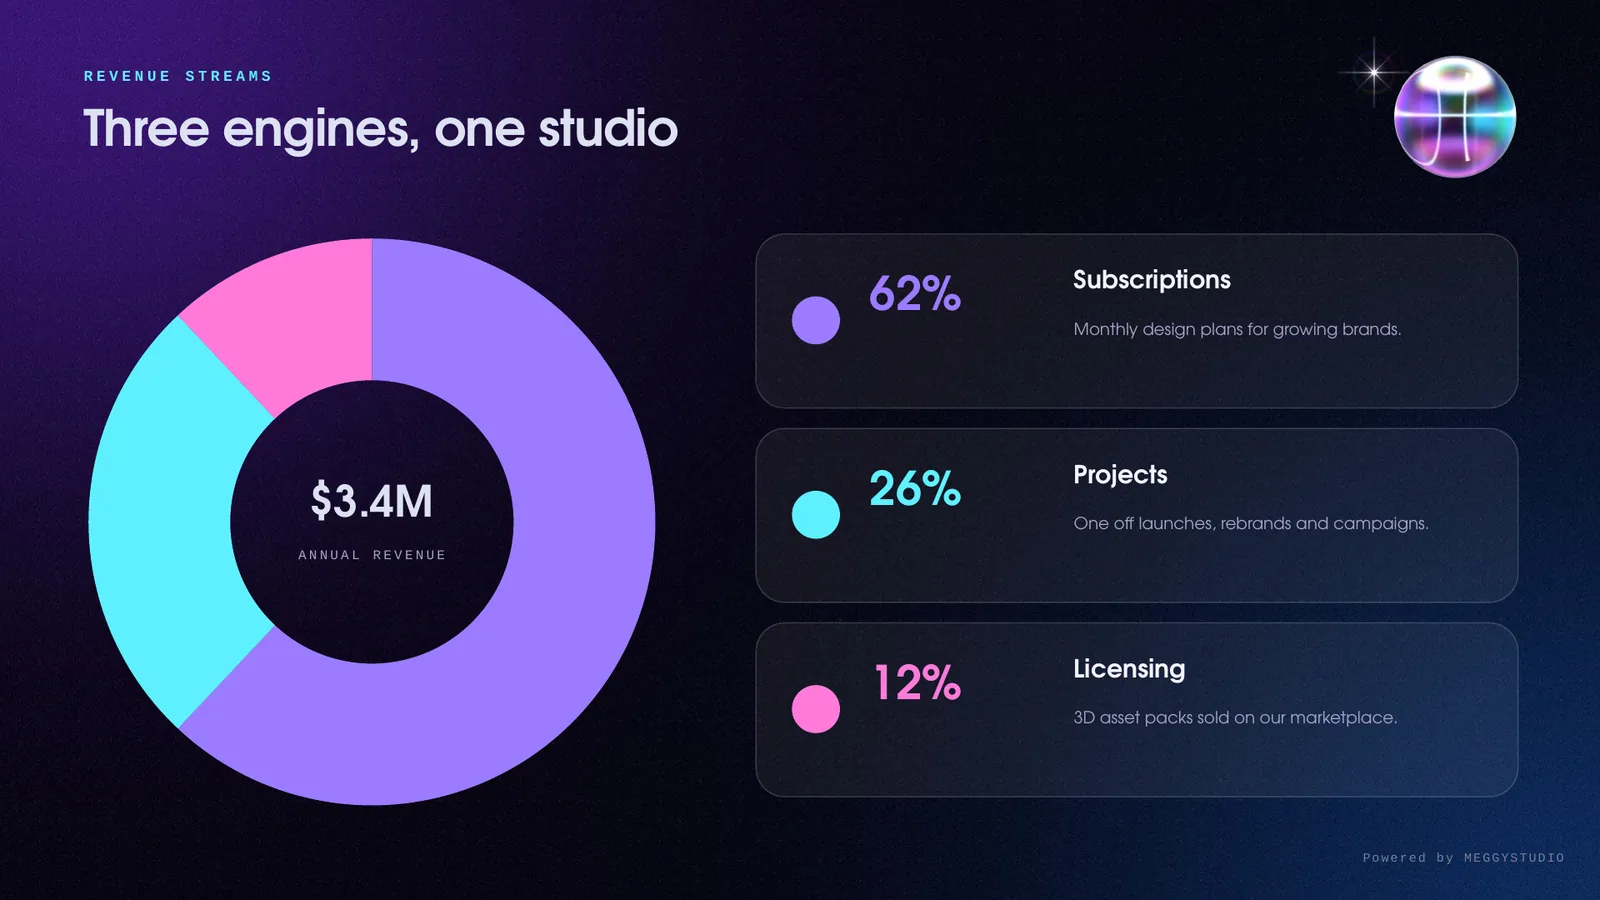 REVENUE STREAMS
Three engines, one studio
$3.4M
ANNUAL REVENUE
62%
Subscriptions
Monthly design plans for growing brands.
26%
Projects
One off launches, rebrands and campaigns.
12%
Licensing
3D asset packs sold on our marketplace.
Powered by MEGGYSTUDIO